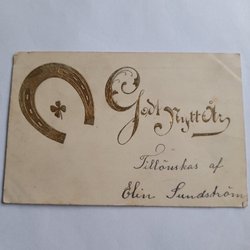 Godt Nytt År
Tillönskas af
Elin Sundström